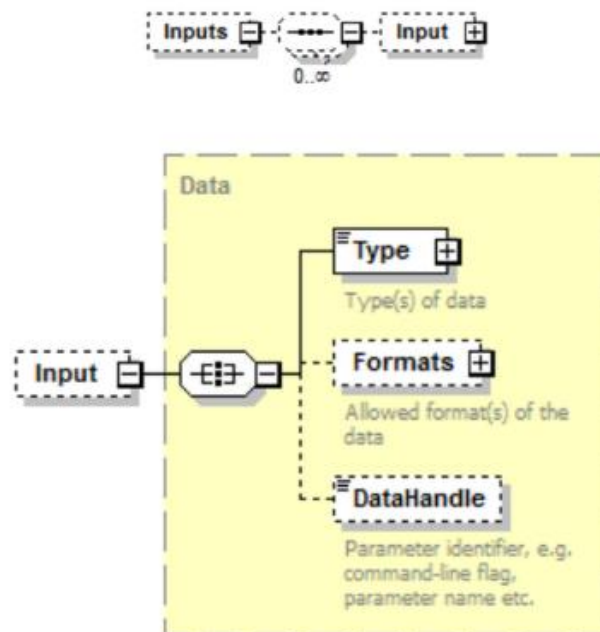 Inputs Input
0..∞
Data
Type
Type(s) of data
Formats
Input
Allowed format(s) of the
data
DataHandle
Parameter identifier, e.g.
command-line flag,
parameter name etc.